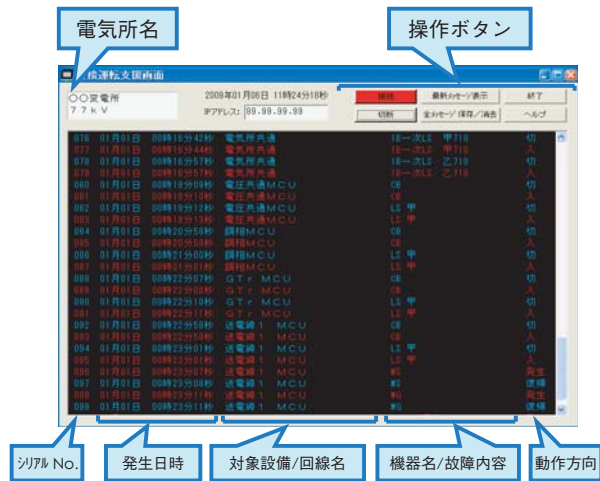 電気所名
操作ボタン
運転支援画面
○○変電所
77kV
2009年01月06日 11時24分18秒
IPアドレス: 99.99.99.99
接続
最新メッセージ表示
終了
切断
全メッセージ保存/消去
ヘルプ
076 01月01日 00時16分42秒 電気所共通 1B一次LS 甲710 切
077 01月01日 00時16分44秒 電気所共通 1B一次LS 甲710 入
078 01月01日 00時16分57秒 電気所共通 1B一次LS 乙710 切
079 01月01日 00時16分57秒 電気所共通 1B一次LS 乙710 入
080 01月01日 00時19分09秒 電圧共通MCU CB 切
081 01月01日 00時19分10秒 電圧共通MCU CB 入
082 01月01日 00時19分12秒 電圧共通MCU LS 甲 切
083 01月01日 00時19分13秒 電圧共通MCU LS 甲 入
084 01月01日 00時20分58秒 調相MCU CB 切
085 01月01日 00時20分59秒 調相MCU CB 入
086 01月01日 00時21分00秒 調相MCU LS 甲 切
087 01月01日 00時21分01秒 調相MCU LS 甲 入
088 01月01日 00時22分07秒 GTr MCU CB 切
089 01月01日 00時22分08秒 GTr MCU CB 入
090 01月01日 00時22分10秒 GTr MCU LS 甲 切
091 01月01日 00時22分11秒 GTr MCU LS 甲 入
092 01月01日 00時22分58秒 送電線1 MCU CB 切
093 01月01日 00時22分59秒 送電線1 MCU CB 入
094 01月01日 00時23分01秒 送電線1 MCU LS 甲 切
095 01月01日 00時23分02秒 送電線1 MCU LS 甲 入
096 01月01日 00時23分07秒 送電線1 MCU MS 発生
097 01月01日 00時23分08秒 送電線1 MCU MS 復帰
098 01月01日 00時23分11秒 送電線1 MCU MG 発生
099 01月01日 00時23分11秒 送電線1 MCU MG 復帰
ｼﾘｱﾙ No.
発生日時
対象設備/回線名
機器名/故障内容
動作方向